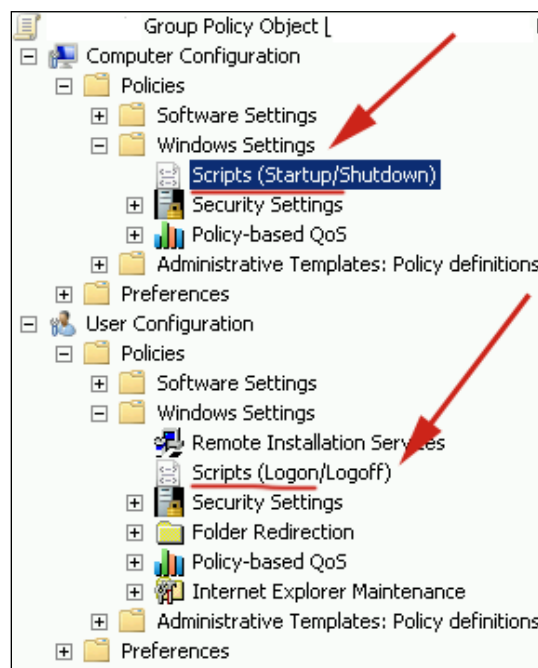 Group Policy Object [
Computer Configuration
Policies
Software Settings
Windows Settings
Scripts (Startup/Shutdown)
Security Settings
Policy-based QoS
Administrative Templates: Policy definitions
Preferences
User Configuration
Policies
Software Settings
Windows Settings
Remote Installation Services
Scripts (Logon/Logoff)
Security Settings
Folder Redirection
Policy-based QoS
Internet Explorer Maintenance
Administrative Templates: Policy definitions
Preferences